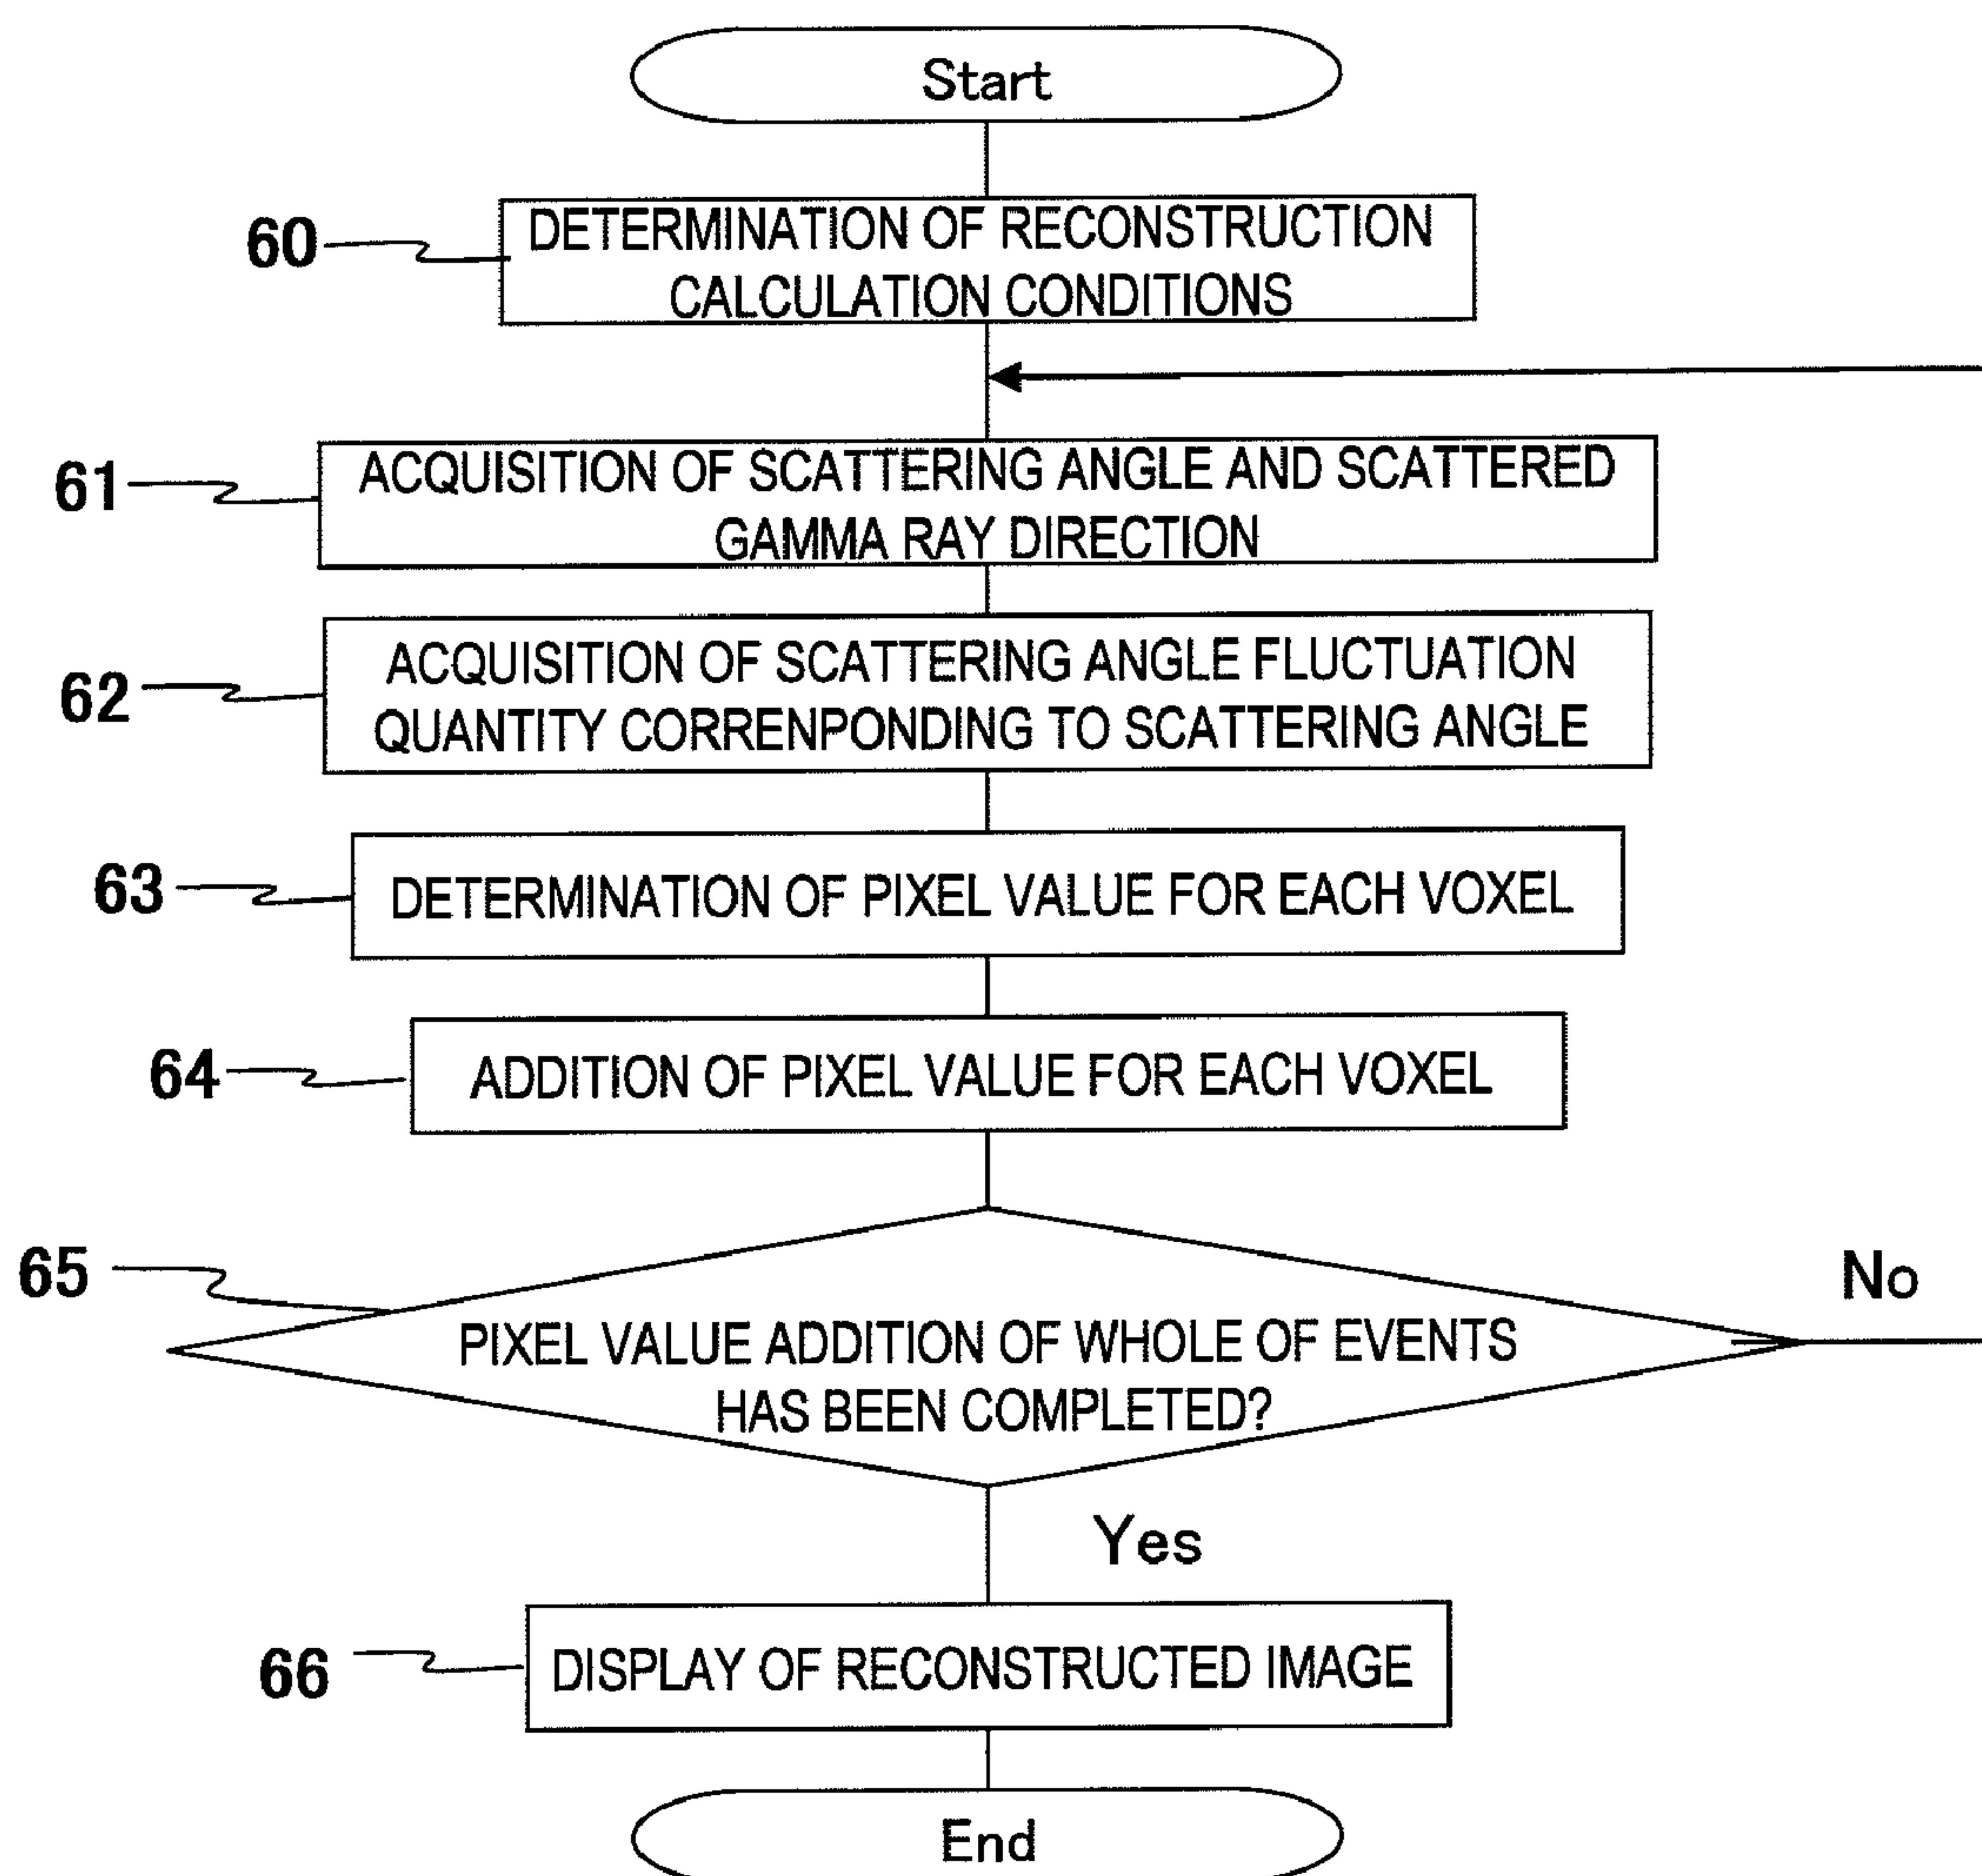 Start
60
DETERMINATION OF RECONSTRUCTION
CALCULATION CONDITIONS
61
ACQUISITION OF SCATTERING ANGLE AND SCATTERED
GAMMA RAY DIRECTION
62
ACQUISITION OF SCATTERING ANGLE FLUCTUATION
QUANTITY CORRENPONDING TO SCATTERING ANGLE
63
DETERMINATION OF PIXEL VALUE FOR EACH VOXEL
64
ADDITION OF PIXEL VALUE FOR EACH VOXEL
65
PIXEL VALUE ADDITION OF WHOLE OF EVENTS
HAS BEEN COMPLETED?
No
Yes
66
DISPLAY OF RECONSTRUCTED IMAGE
End